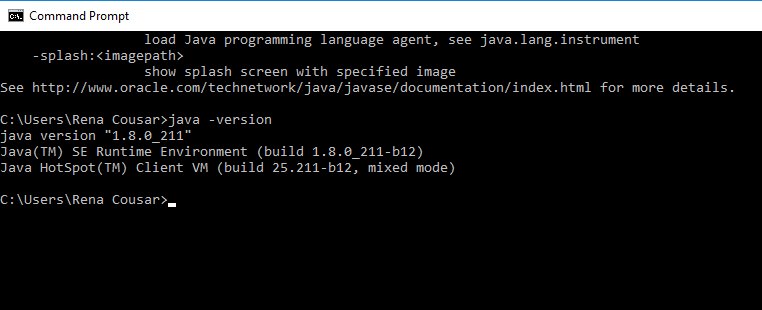 Command Prompt
load Java programming language agent, see java.lang.instrument
-splash:<imagepath>
show splash screen with specified image
See http://www.oracle.com/technetwork/java/javase/documentation/index.html for more details.
C:\Users\Rena Cousar>java -version
java version "1.8.0_211"
Java(TM) SE Runtime Environment (build 1.8.0_211-b12)
Java HotSpot(TM) Client VM (build 25.211-b12, mixed mode)
C:\Users\Rena Cousar>